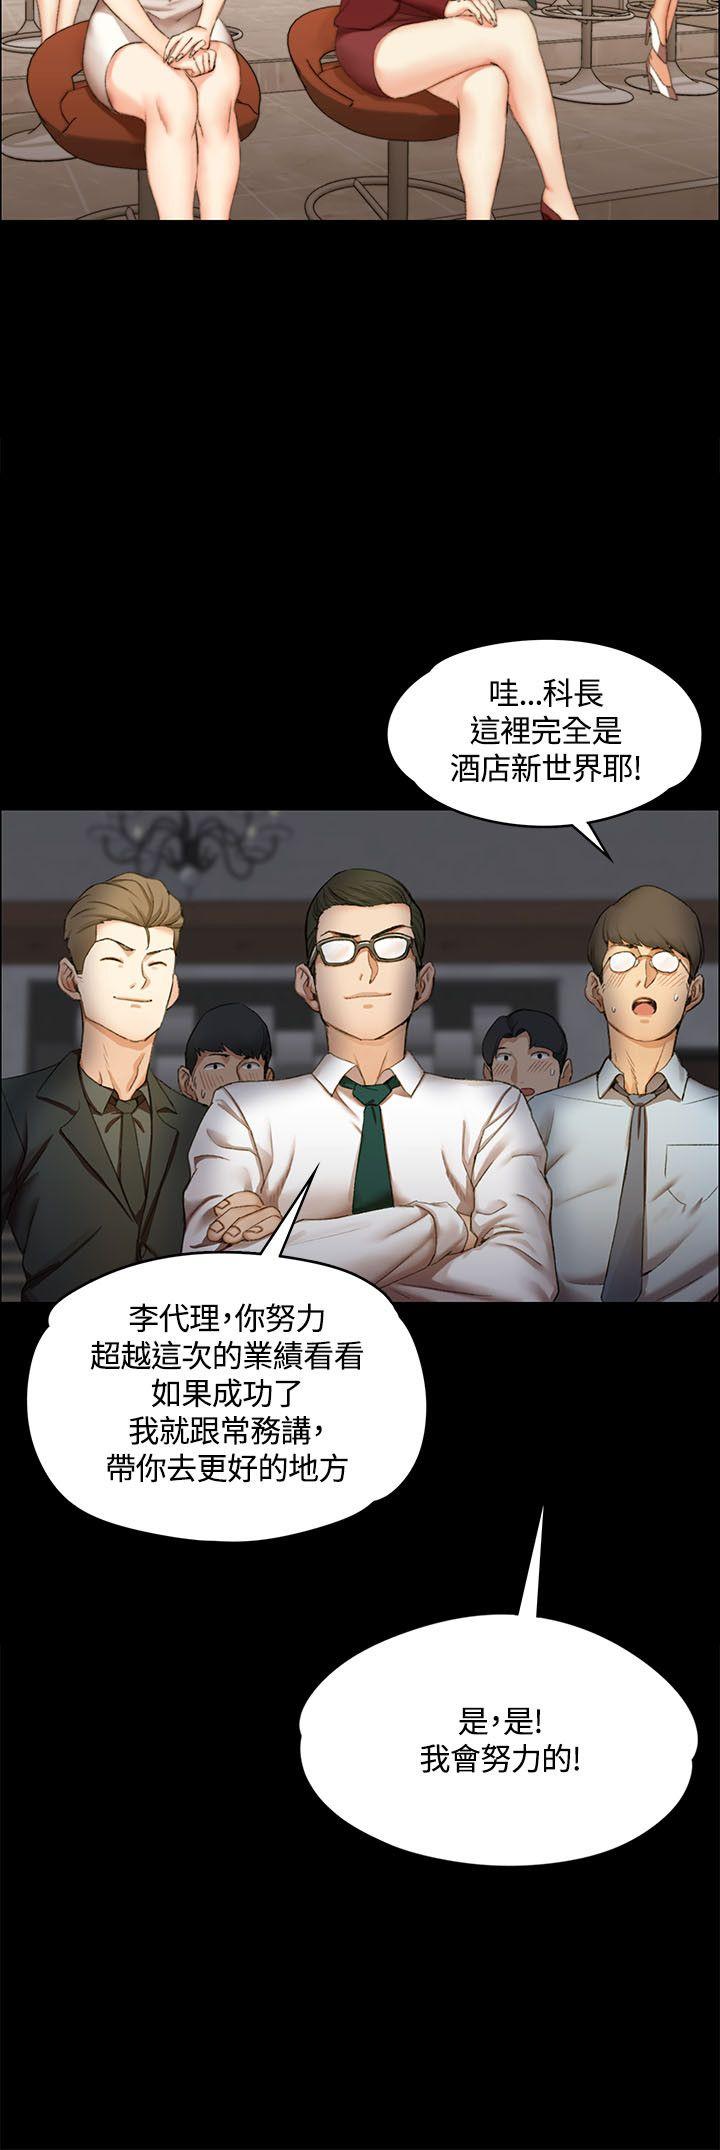 哇...科長
這裡完全是
酒店新世界耶!
李代理，你努力
超越這次的業績看看
如果成功了
我就跟常務講，
帶你去更好的地方
是，是!
我會努力的!